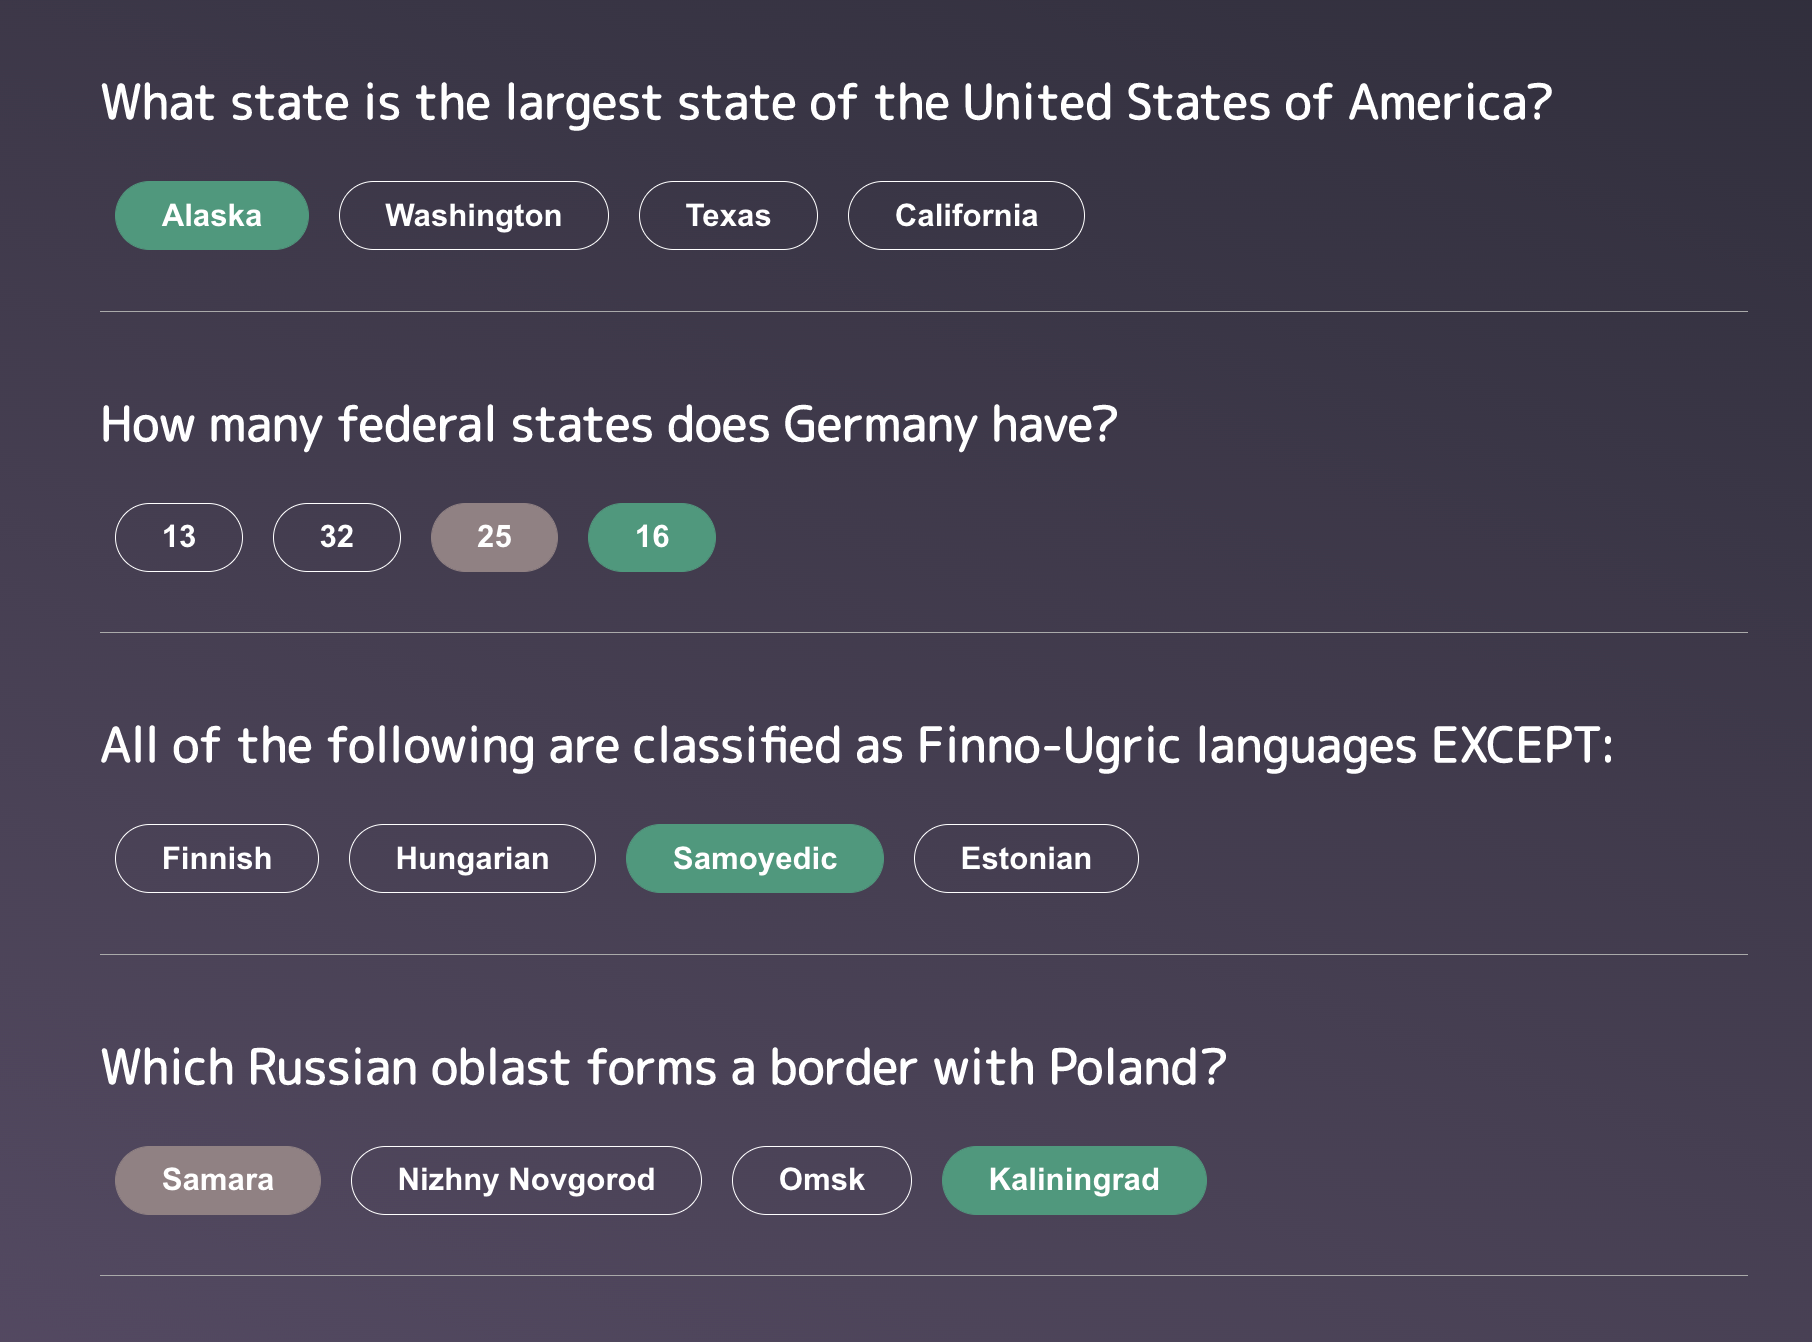 What state is the largest state of the United States of America?
Alaska Washington Texas California
How many federal states does Germany have?
13 32 25 16
All of the following are classified as Finno-Ugric languages EXCEPT:
Finnish Hungarian Samoyedic Estonian
Which Russian oblast forms a border with Poland?
Samara Nizhny Novgorod Omsk Kaliningrad